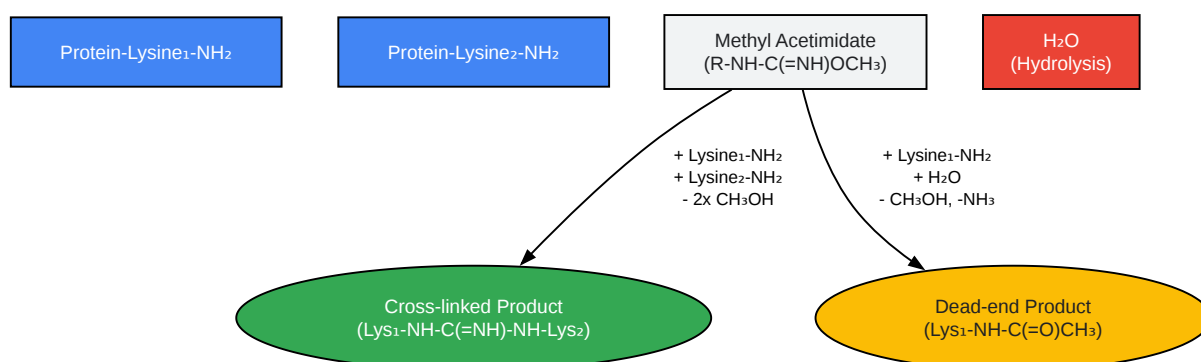 Protein-Lysine₁-NH₂
Protein-Lysine₂-NH₂
Methyl Acetimidate
(R-NH-C(=NH)OCH₃)
H₂O
(Hydrolysis)
+ Lysine₁-NH₂
+ Lysine₂-NH₂
- 2x CH₃OH
+ Lysine₁-NH₂
+ H₂O
- CH₃OH, -NH₃
Cross-linked Product
(Lys₁-NH-C(=NH)-NH-Lys₂)
Dead-end Product
(Lys₁-NH-C(=O)CH₃)